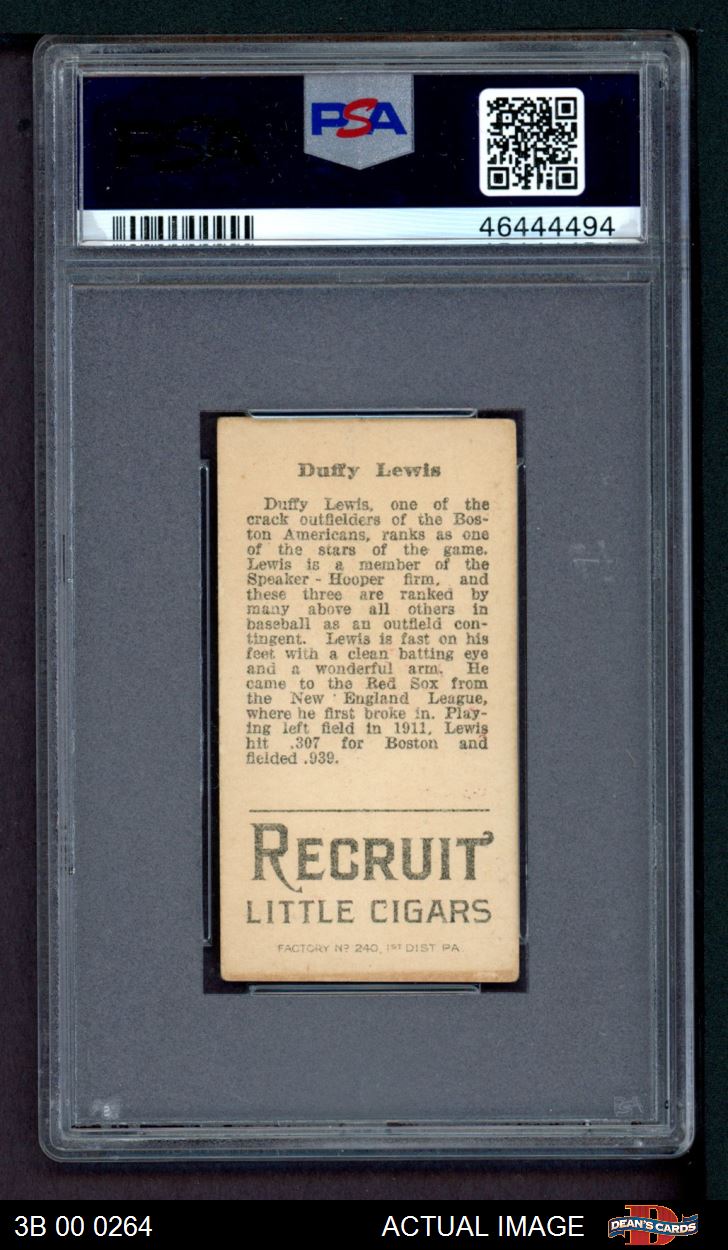 PSA
46444494
Duffy Lewis
Duffy Lewis, one of the
crack outfielders of the Bos-
ton Americans, ranks as one
of the stars of the game.
Lewis is a member of the
Speaker - Hooper firm, and
these three are ranked by
many above all others in
baseball as an outfield con-
tingent. Lewis is fast on his
feet with a clean batting eye
and a wonderful arm. He
came to the Red Sox from
the New England League,
where he first broke in. Play-
ing left field in 1911, Lewis
hit .307 for Boston and
fielded .939.
RECRUIT
LITTLE CIGARS
FACTORY Nº 240, 1ST DIST PA
PSA
3B 00 0264
ACTUAL IMAGE
DEAN'S CARDS